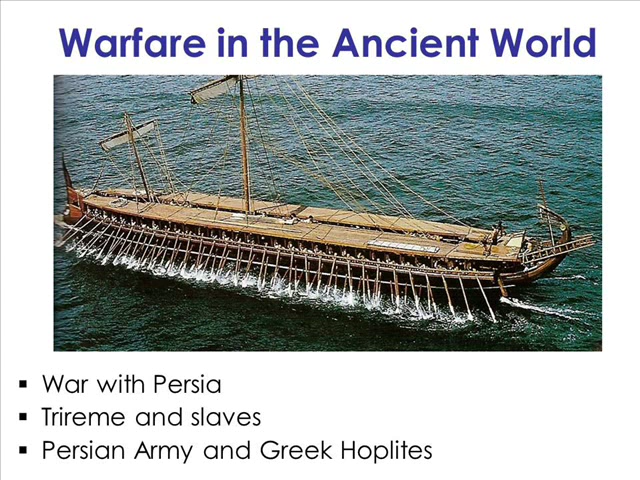 Warfare in the Ancient World
▪ War with Persia
▪ Trireme and slaves
▪ Persian Army and Greek Hoplites